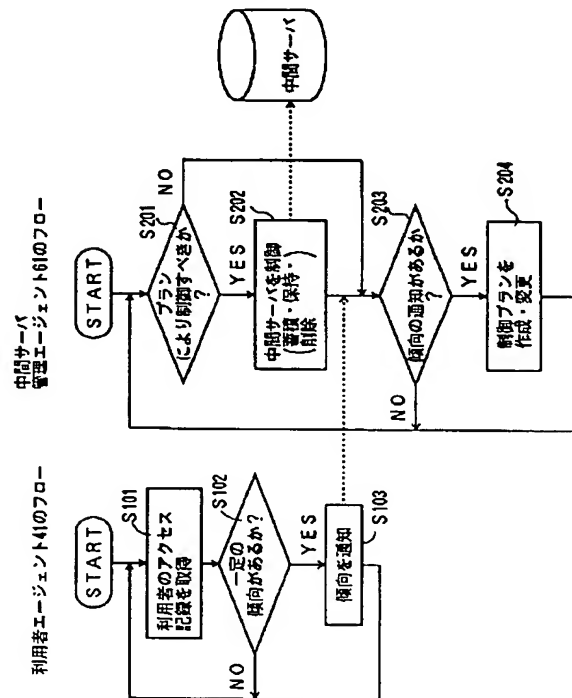 利用者エージェント41のフロー
START
S101
利用者のアクセス
記録を取得
S102
一定の
傾向があるか?
NO
YES
S103
傾向を通知
中間サーバ
管理エージェント61のフロー
START
S201
プラン
により制御すべきか
?
NO
YES
S202
中間サーバを制御
(蓄積・保持・
削除)
中間サーバ
S203
傾向の通知があるか
?
NO
YES
S204
制御プランを
作成・変更